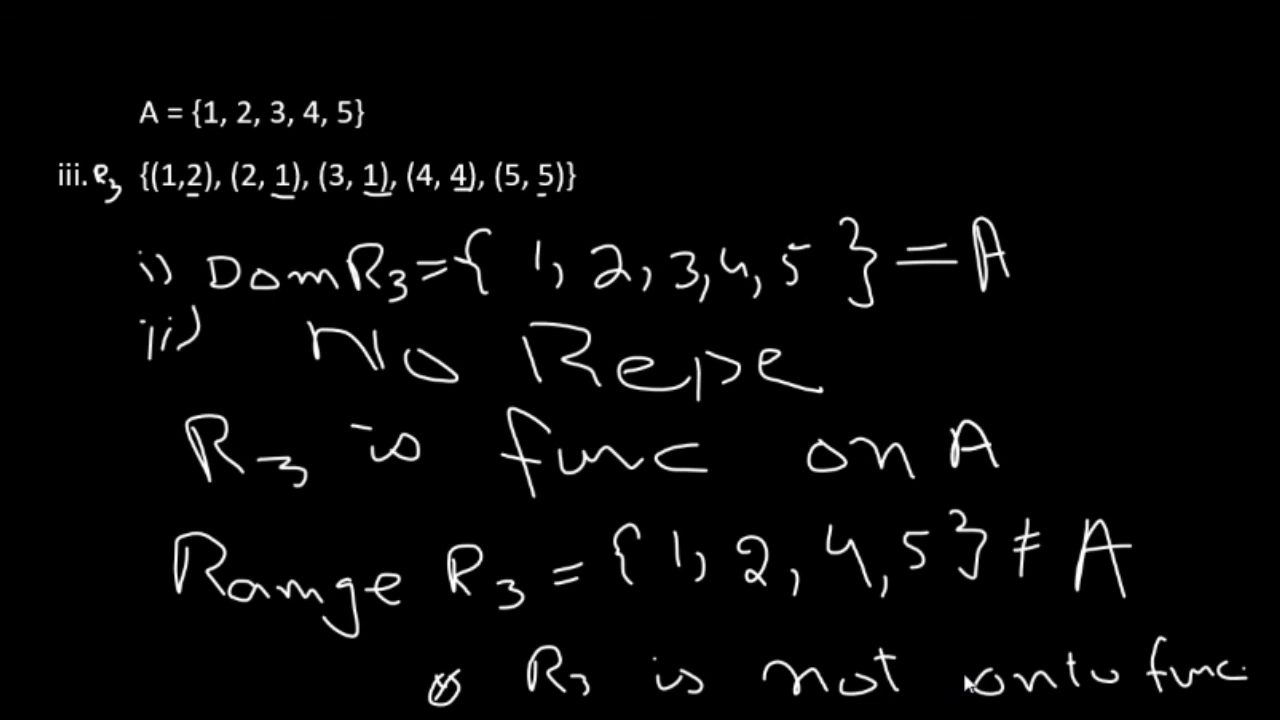 A = {1, 2, 3, 4, 5}
iii. R3 {(1,2), (2, 1), (3, 1), (4, 4), (5, 5)}
i) Dom R3 = { 1, 2, 3, 4, 5 } = A
ii) No Repe
R3 is func on A
Range R3 = { 1, 2, 4, 5 } ≠ A
R3 is not onto func.